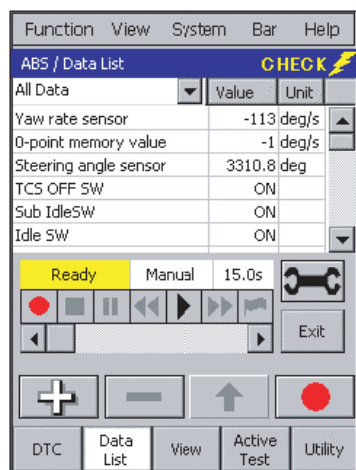 Function View System Bar Help
ABS / Data List CHECK
All Data Value Unit
Yaw rate sensor -113 deg/s
0-point memory value -1 deg/s
Steering angle sensor 3310.8 deg
TCS OFF SW ON
Sub IdleSW ON
Idle SW ON
Ready Manual 15.0s
Exit
DTC Data List View Active Test Utility